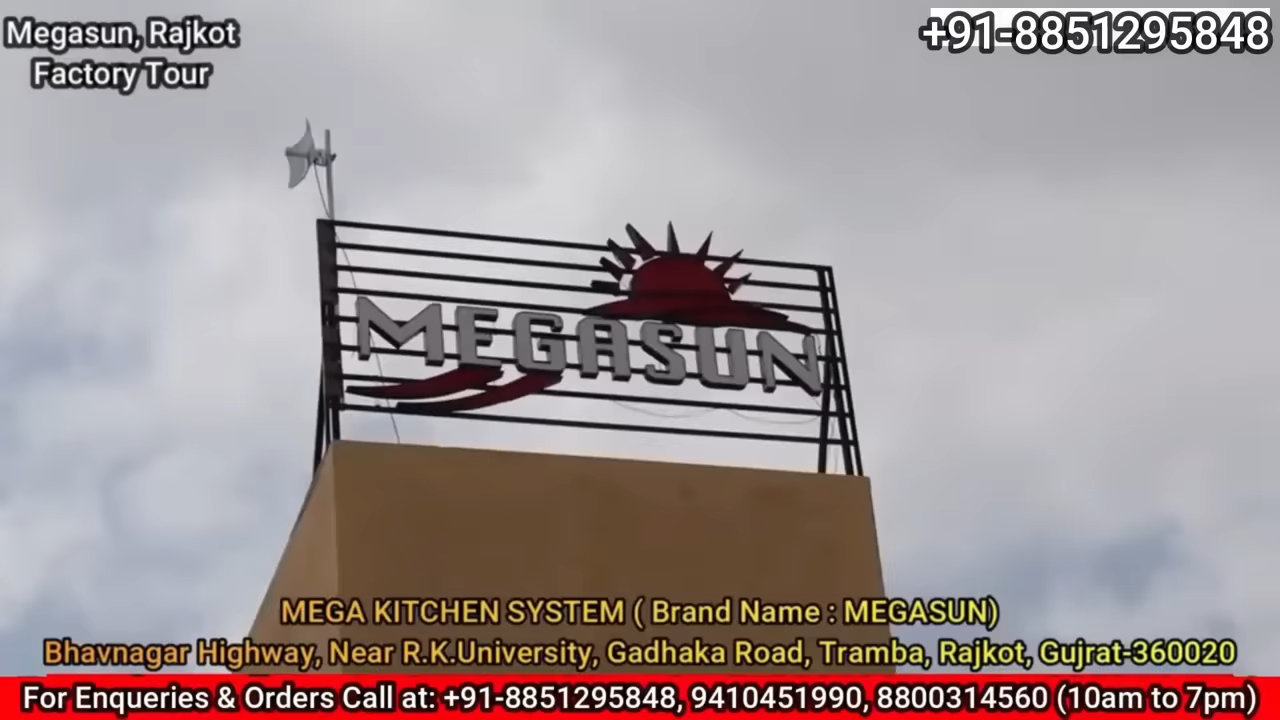 Megasun, Rajkot
Factory Tour
+91-8851295848
MEGASUN
MEGA KITCHEN SYSTEM ( Brand Name : MEGASUN)
Bhavnagar Highway, Near R.K.University, Gadhaka Road, Tramba, Rajkot, Gujrat-360020
For Enqueries & Orders Call at: +91-8851295848, 9410451990, 8800314560 (10am to 7pm)